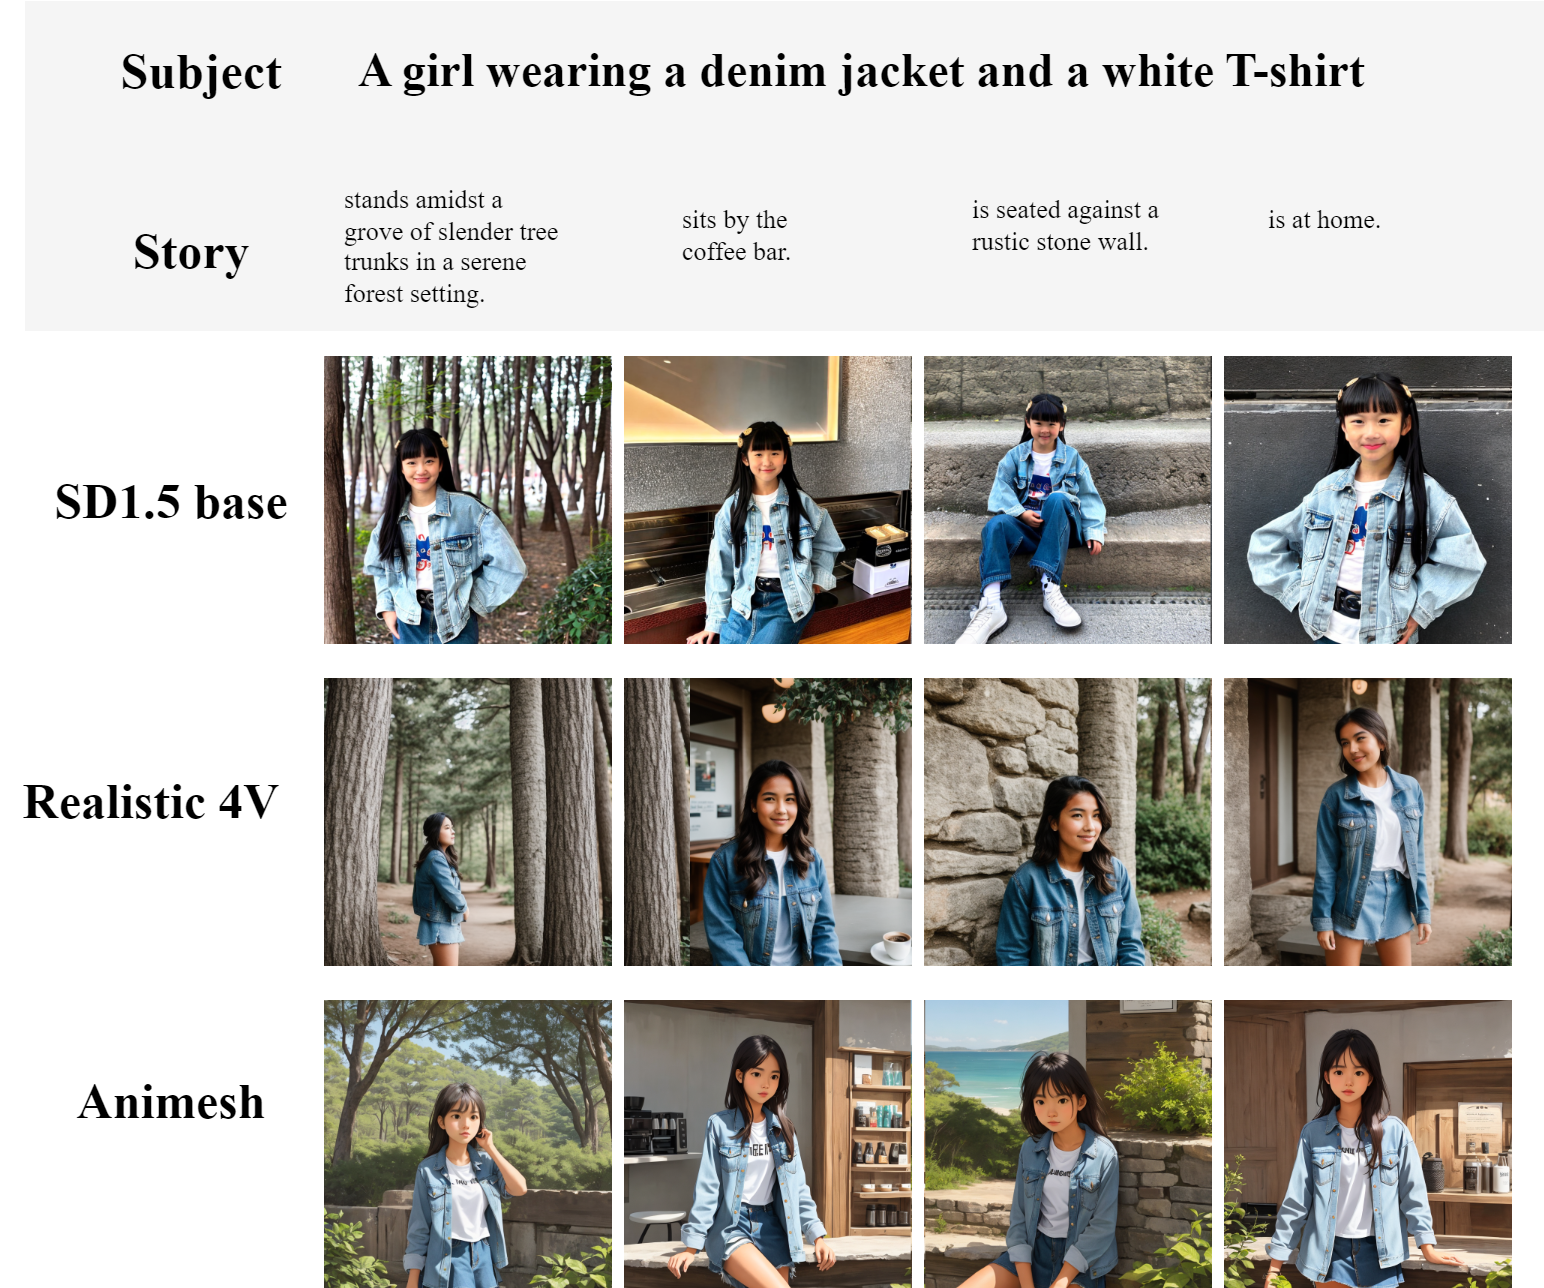 Subject
A girl wearing a denim jacket and a white T-shirt
Story
stands amidst a
grove of slender tree
trunks in a serene
forest setting.
sits by the
coffee bar.
is seated against a
rustic stone wall.
is at home.
SD1.5 base
Realistic 4V
Animesh